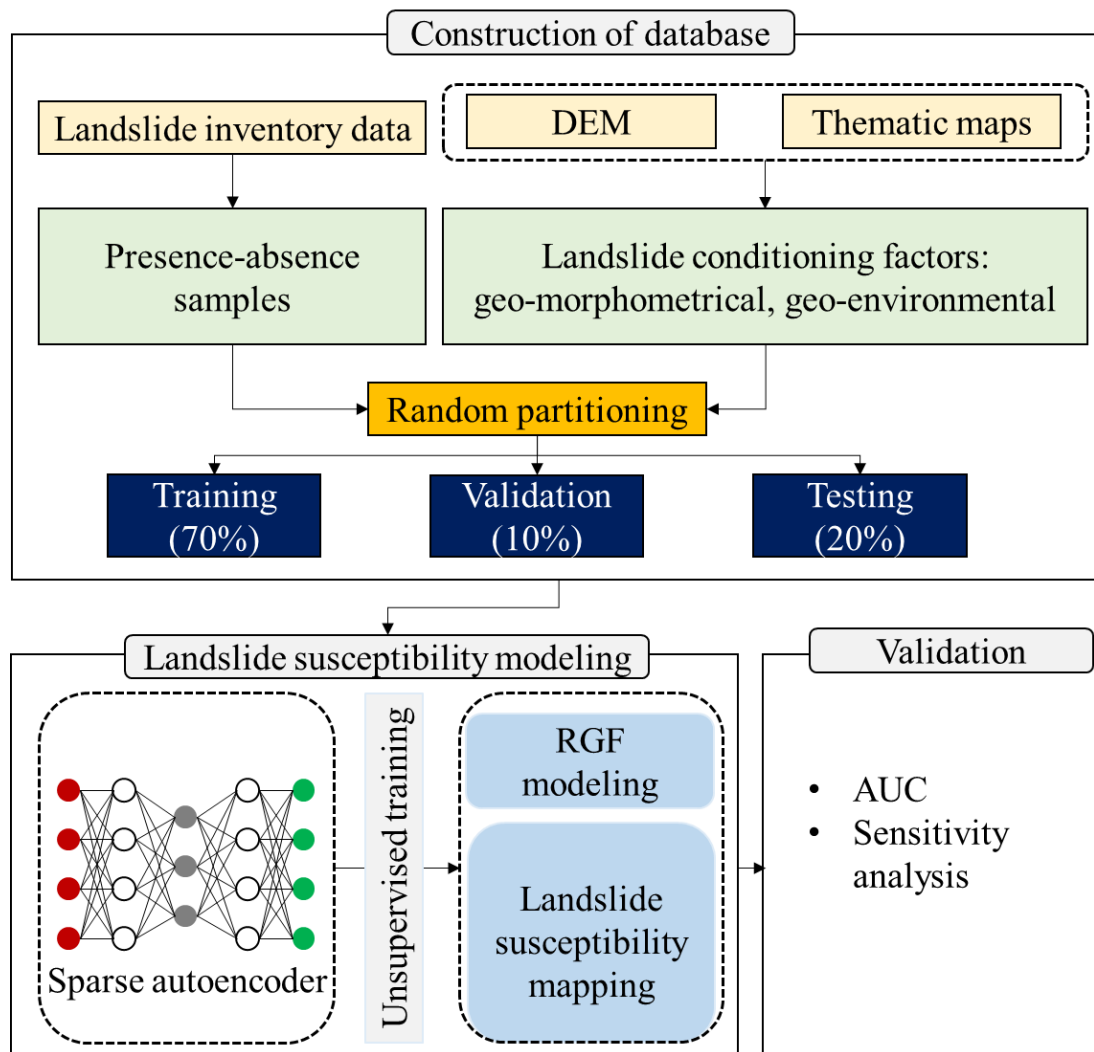 Construction of database
Landslide inventory data
DEM
Thematic maps
Presence-absence
samples
Landslide conditioning factors:
geo-morphometrical, geo-environmental
Random partitioning
Training
(70%)
Validation
(10%)
Testing
(20%)
Landslide susceptibility modeling
Validation
Sparse autoencoder
Unsupervised training
RGF
modeling
Landslide
susceptibility
mapping
• AUC
• Sensitivity
analysis